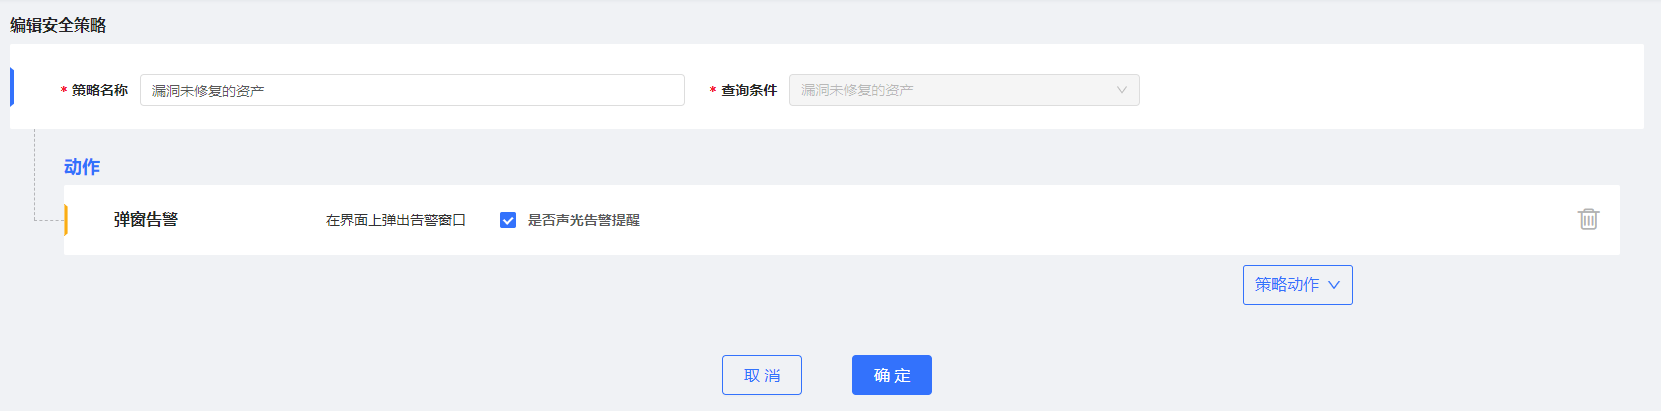 编辑安全策略
* 策略名称 漏洞未修复的资产 * 查询条件 漏洞未修复的资产
动作
弹窗告警 在界面上弹出告警窗口 是否声光告警提醒
策略动作
取 消 确 定